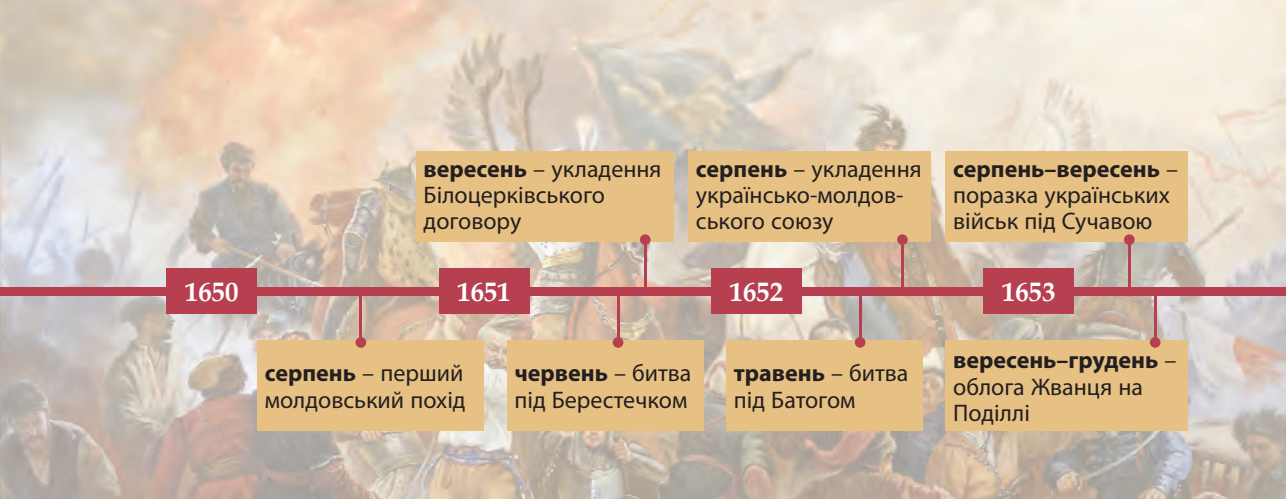 вересень – укладення
Білоцерківського
договору
серпень – укладення
українсько-молдов-
ського союзу
серпень–вересень –
поразка українських
військ під Сучавою
1650
1651
1652
1653
серпень – перший
молдовський похід
червень – битва
під Берестечком
травень – битва
під Батогом
вересень–грудень –
облога Жванця на
Поділлі